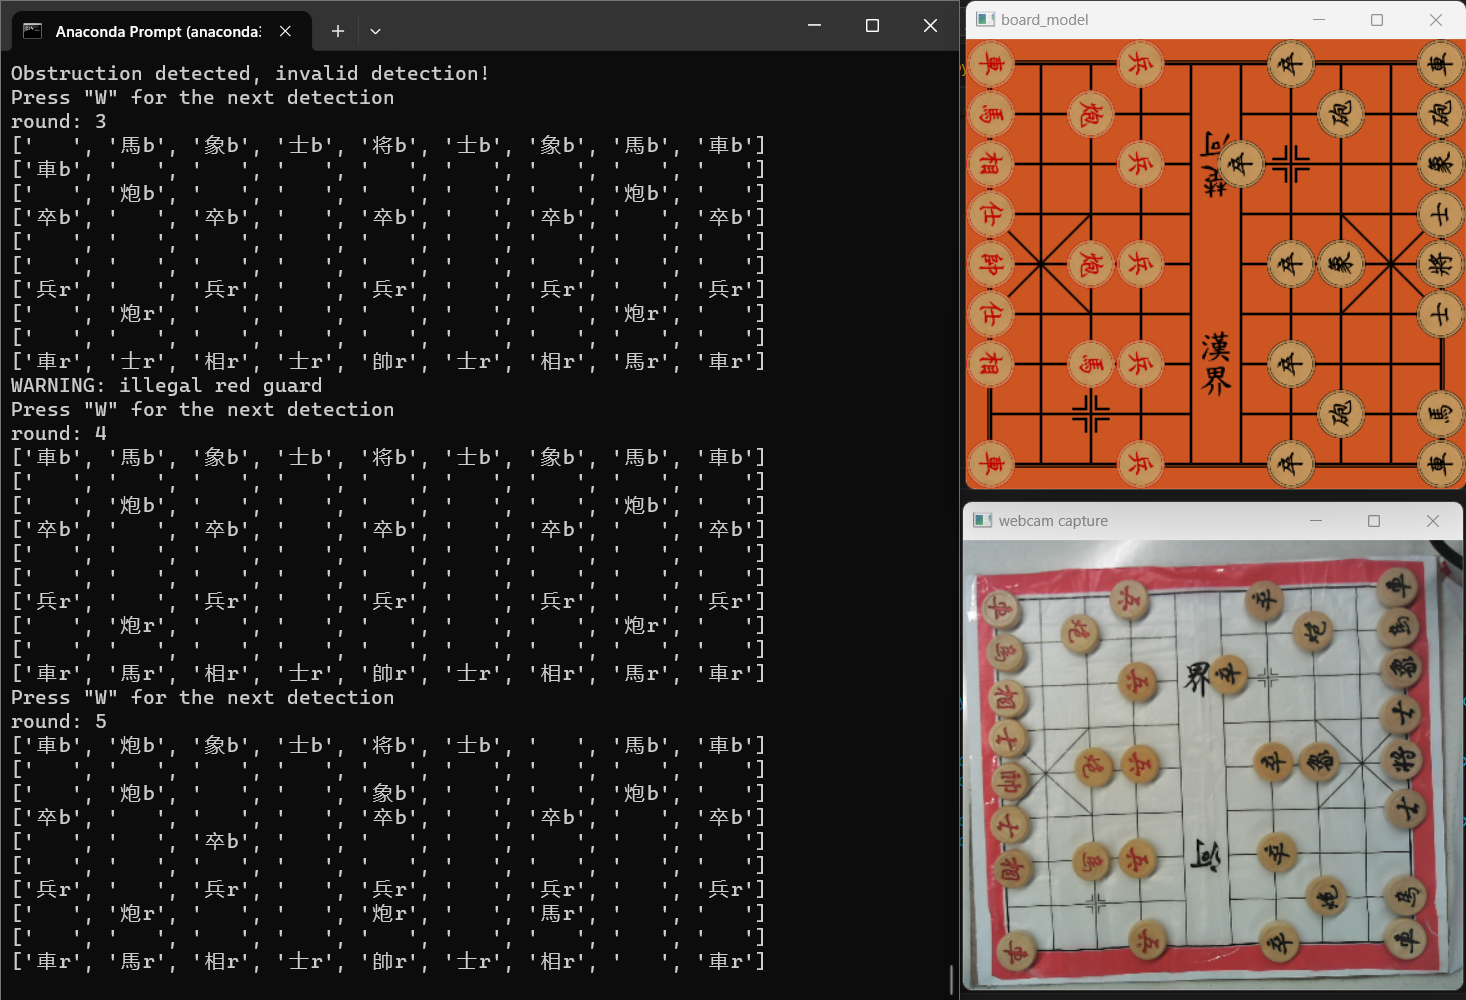 Anaconda Prompt (anaconda3
Obstruction detected, invalid detection!
Press "W" for the next detection
round: 3
['   ', '馬b', '象b', '士b', '将b', '士b', '象b', '馬b', '車b']
['車b', '   ', '   ', '   ', '   ', '   ', '   ', '   ', '   ']
['   ', '炮b', '   ', '   ', '   ', '   ', '   ', '炮b', '   ']
['卒b', '   ', '卒b', '   ', '卒b', '   ', '卒b', '   ', '卒b']
['   ', '   ', '   ', '   ', '   ', '   ', '   ', '   ', '   ']
['   ', '   ', '   ', '   ', '   ', '   ', '   ', '   ', '   ']
['兵r', '   ', '兵r', '   ', '兵r', '   ', '兵r', '   ', '兵r']
['   ', '炮r', '   ', '   ', '   ', '   ', '   ', '炮r', '   ']
['   ', '   ', '   ', '   ', '   ', '   ', '   ', '   ', '   ']
['車r', '士r', '相r', '士r', '帥r', '士r', '相r', '馬r', '車r']
WARNING: illegal red guard
Press "W" for the next detection
round: 4
['車b', '馬b', '象b', '士b', '将b', '士b', '象b', '馬b', '車b']
['   ', '   ', '   ', '   ', '   ', '   ', '   ', '   ', '   ']
['   ', '炮b', '   ', '   ', '   ', '   ', '   ', '炮b', '   ']
['卒b', '   ', '卒b', '   ', '卒b', '   ', '卒b', '   ', '卒b']
['   ', '   ', '   ', '   ', '   ', '   ', '   ', '   ', '   ']
['   ', '   ', '   ', '   ', '   ', '   ', '   ', '   ', '   ']
['兵r', '   ', '兵r', '   ', '兵r', '   ', '兵r', '   ', '兵r']
['   ', '炮r', '   ', '   ', '   ', '   ', '   ', '炮r', '   ']
['   ', '   ', '   ', '   ', '   ', '   ', '   ', '   ', '   ']
['車r', '馬r', '相r', '士r', '帥r', '士r', '相r', '馬r', '車r']
Press "W" for the next detection
round: 5
['車b', '炮b', '象b', '士b', '将b', '士b', '   ', '馬b', '車b']
['   ', '   ', '   ', '   ', '   ', '   ', '   ', '   ', '   ']
['   ', '炮b', '   ', '   ', '象b', '   ', '   ', '炮b', '   ']
['卒b', '   ', '   ', '   ', '卒b', '   ', '卒b', '   ', '卒b']
['   ', '   ', '卒b', '   ', '   ', '   ', '   ', '   ', '   ']
['   ', '   ', '   ', '   ', '   ', '   ', '   ', '   ', '   ']
['兵r', '   ', '兵r', '   ', '兵r', '   ', '兵r', '   ', '兵r']
['   ', '炮r', '   ', '   ', '炮r', '   ', '馬r', '   ', '   ']
['   ', '   ', '   ', '   ', '   ', '   ', '   ', '   ', '   ']
['車r', '馬r', '相r', '士r', '帥r', '士r', '相r', '   ', '車r']
board_model
車 兵 卒 車
馬 炮 砲 砲
相 兵 卒 象
仕 士
帥 炮 兵 卒 象 將
仕 士
相 馬 兵 卒
砲 馬
車 兵 卒 車
河
漢界
webcam capture
車 兵 卒 車
馬 炮 炮 馬
相 兵 界 卒 象
士 士
帥 炮 兵 卒 象 将
士 士
相 馬 兵 河 卒
炮 馬
車 兵 卒 車